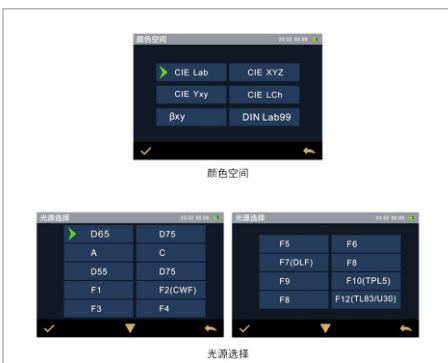 颜色空间 23:52 02.09
CIE Lab CIE XYZ
CIE Yxy CIE LCh
βxy DIN Lab99
颜色空间
光源选择 23:52 02.09
D65 D75
A C
D55 D75
F1 F2(CWF)
F3 F4
光源选择 23:52 02.09
F5 F6
F7(DLF) F8
F9 F10(TPL5)
F8 F12(TL83/U30)
光源选择